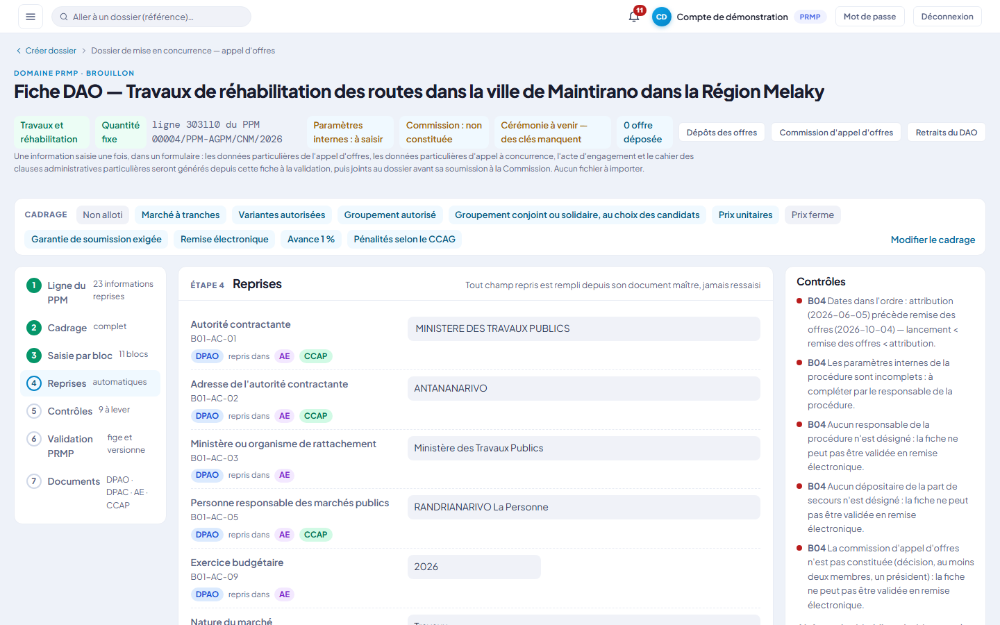 Aller à un dossier (référence)...
11
CD
Compte de démonstration
PRMP
Mot de passe
Déconnexion
Créer dossier
Dossier de mise en concurrence — appel d'offres
DOMAINE PRMP · BROUILLON
Fiche DAO — Travaux de réhabilitation des routes dans la ville de Maintirano dans la Région Melaky
Travaux et
réhabilitation
Quantité
fixe
ligne 303110 du PPM
00004/PPM-AGPM/CNM/2026
Paramètres
internes : à saisir
Commission : non
constituée
Cérémonie à venir —
des clés manquent
0 offre
déposée
Dépôts des offres
Commission d'appel d'offres
Retraits du DAO
Une information saisie une fois, dans un formulaire : les données particulières de l'appel d'offres, les données particulières d'appel à concurrence, l'acte d'engagement et le cahier des
clauses administratives particulières seront générés depuis cette fiche à la validation, puis joints au dossier avant sa soumission à la Commission. Aucun fichier à importer.
CADRAGE
Non alloti
Marché à tranches
Variantes autorisées
Groupement autorisé
Groupement conjoint ou solidaire, au choix des candidats
Prix unitaires
Prix ferme
Garantie de soumission exigée
Remise électronique
Avance 1 %
Pénalités selon le CCAG
Modifier le cadrage
1
Ligne du
PPM
23 informations
reprises
2
Cadrage
complet
3
Saisie par bloc
11 blocs
4
Reprises
automatiques
5
Contrôles
9 à lever
6
Validation
PRMP
fige et
versionne
7
Documents
DPAO ·
DPAC · AE ·
CCAP
ÉTAPE 4
Reprises
Tout champ repris est rempli depuis son document maître, jamais ressaisi
Autorité contractante
B01-AC-01
DPAO repris dans AE CCAP
MINISTERE DES TRAVAUX PUBLICS
Adresse de l'autorité contractante
B01-AC-02
DPAO repris dans AE CCAP
ANTANANARIVO
Ministère ou organisme de rattachement
B01-AC-03
DPAO repris dans AE
Ministère des Travaux Publics
Personne responsable des marchés publics
B01-AC-05
DPAO repris dans AE CCAP
RANDRIANARIVO La Personne
Exercice budgétaire
B01-AC-09
DPAO repris dans AE
2026
Nature du marché
Contrôles
B04 Dates dans l'ordre : attribution
(2026-06-05) précède remise des
offres (2026-10-04) — lancement <
remise des offres < attribution.
B04 Les paramètres internes de la
procédure sont incomplets : à
compléter par le responsable de la
procédure.
B04 Aucun responsable de la
procédure n'est désigné : la fiche ne
peut pas être validée en remise
électronique.
B04 Aucun dépositaire de la part de
secours n'est désigné : la fiche ne peut
pas être validée en remise
électronique.
B04 La commission d'appel d'offres
n'est pas constituée (décision, au moins
deux membres, un président) : la fiche
ne peut pas être validée en remise
électronique.